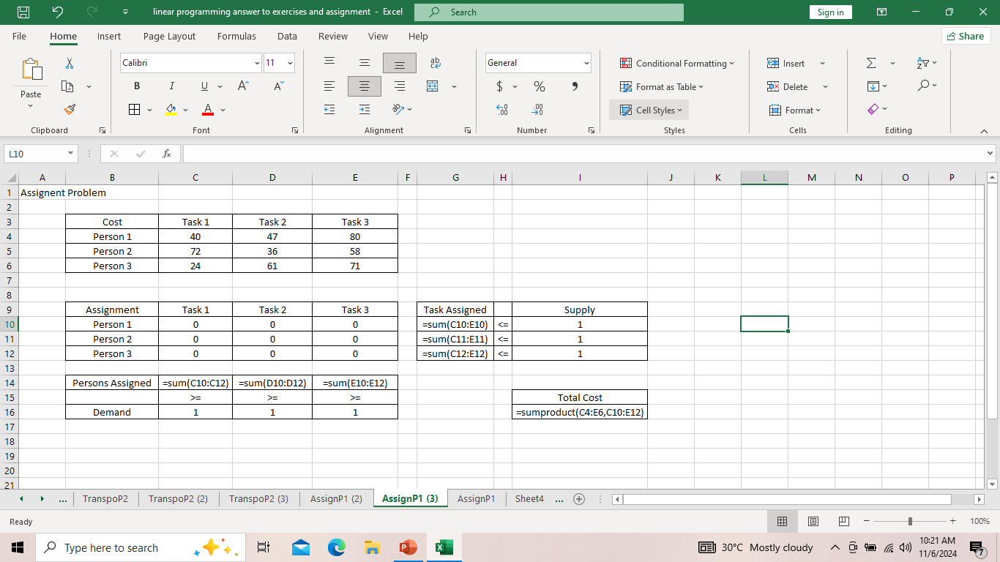 linear programming answer to exercises and assignment - Excel
Search
Sign in
File Home Insert Page Layout Formulas Data Review View Help
Share
Paste
Calibri 11
B I U A A A
ab c
General
$ % 9 .00 .00
Conditional Formatting
Format as Table
Cell Styles
Insert
Delete
Format
Clipboard Font Alignment Number Styles Cells Editing
L10 fx
A B C D E F G H I J K L M N O P
1 Assignent Problem
2
3 Cost Task 1 Task 2 Task 3
4 Person 1 40 47 80
5 Person 2 72 36 58
6 Person 3 24 61 71
7
8
9 Assignment Task 1 Task 2 Task 3 Task Assigned Supply
10 Person 1 0 0 0 =sum(C10:E10) <= 1
11 Person 2 0 0 0 =sum(C11:E11) <= 1
12 Person 3 0 0 0 =sum(C12:E12) <= 1
13
14 Persons Assigned =sum(C10:C12) =sum(D10:D12) =sum(E10:E12)
15 >= >= >= Total Cost
16 Demand 1 1 1 =sumproduct(C4:E6,C10:E12)
17
18
19
20
21
... TranspoP2 TranspoP2 (2) TranspoP2 (3) AssignP1 (2) AssignP1 (3) AssignP1 Sheet4 ...
Ready 100%
Type here to search
30°C Mostly cloudy
10:21 AM
11/6/2024
7